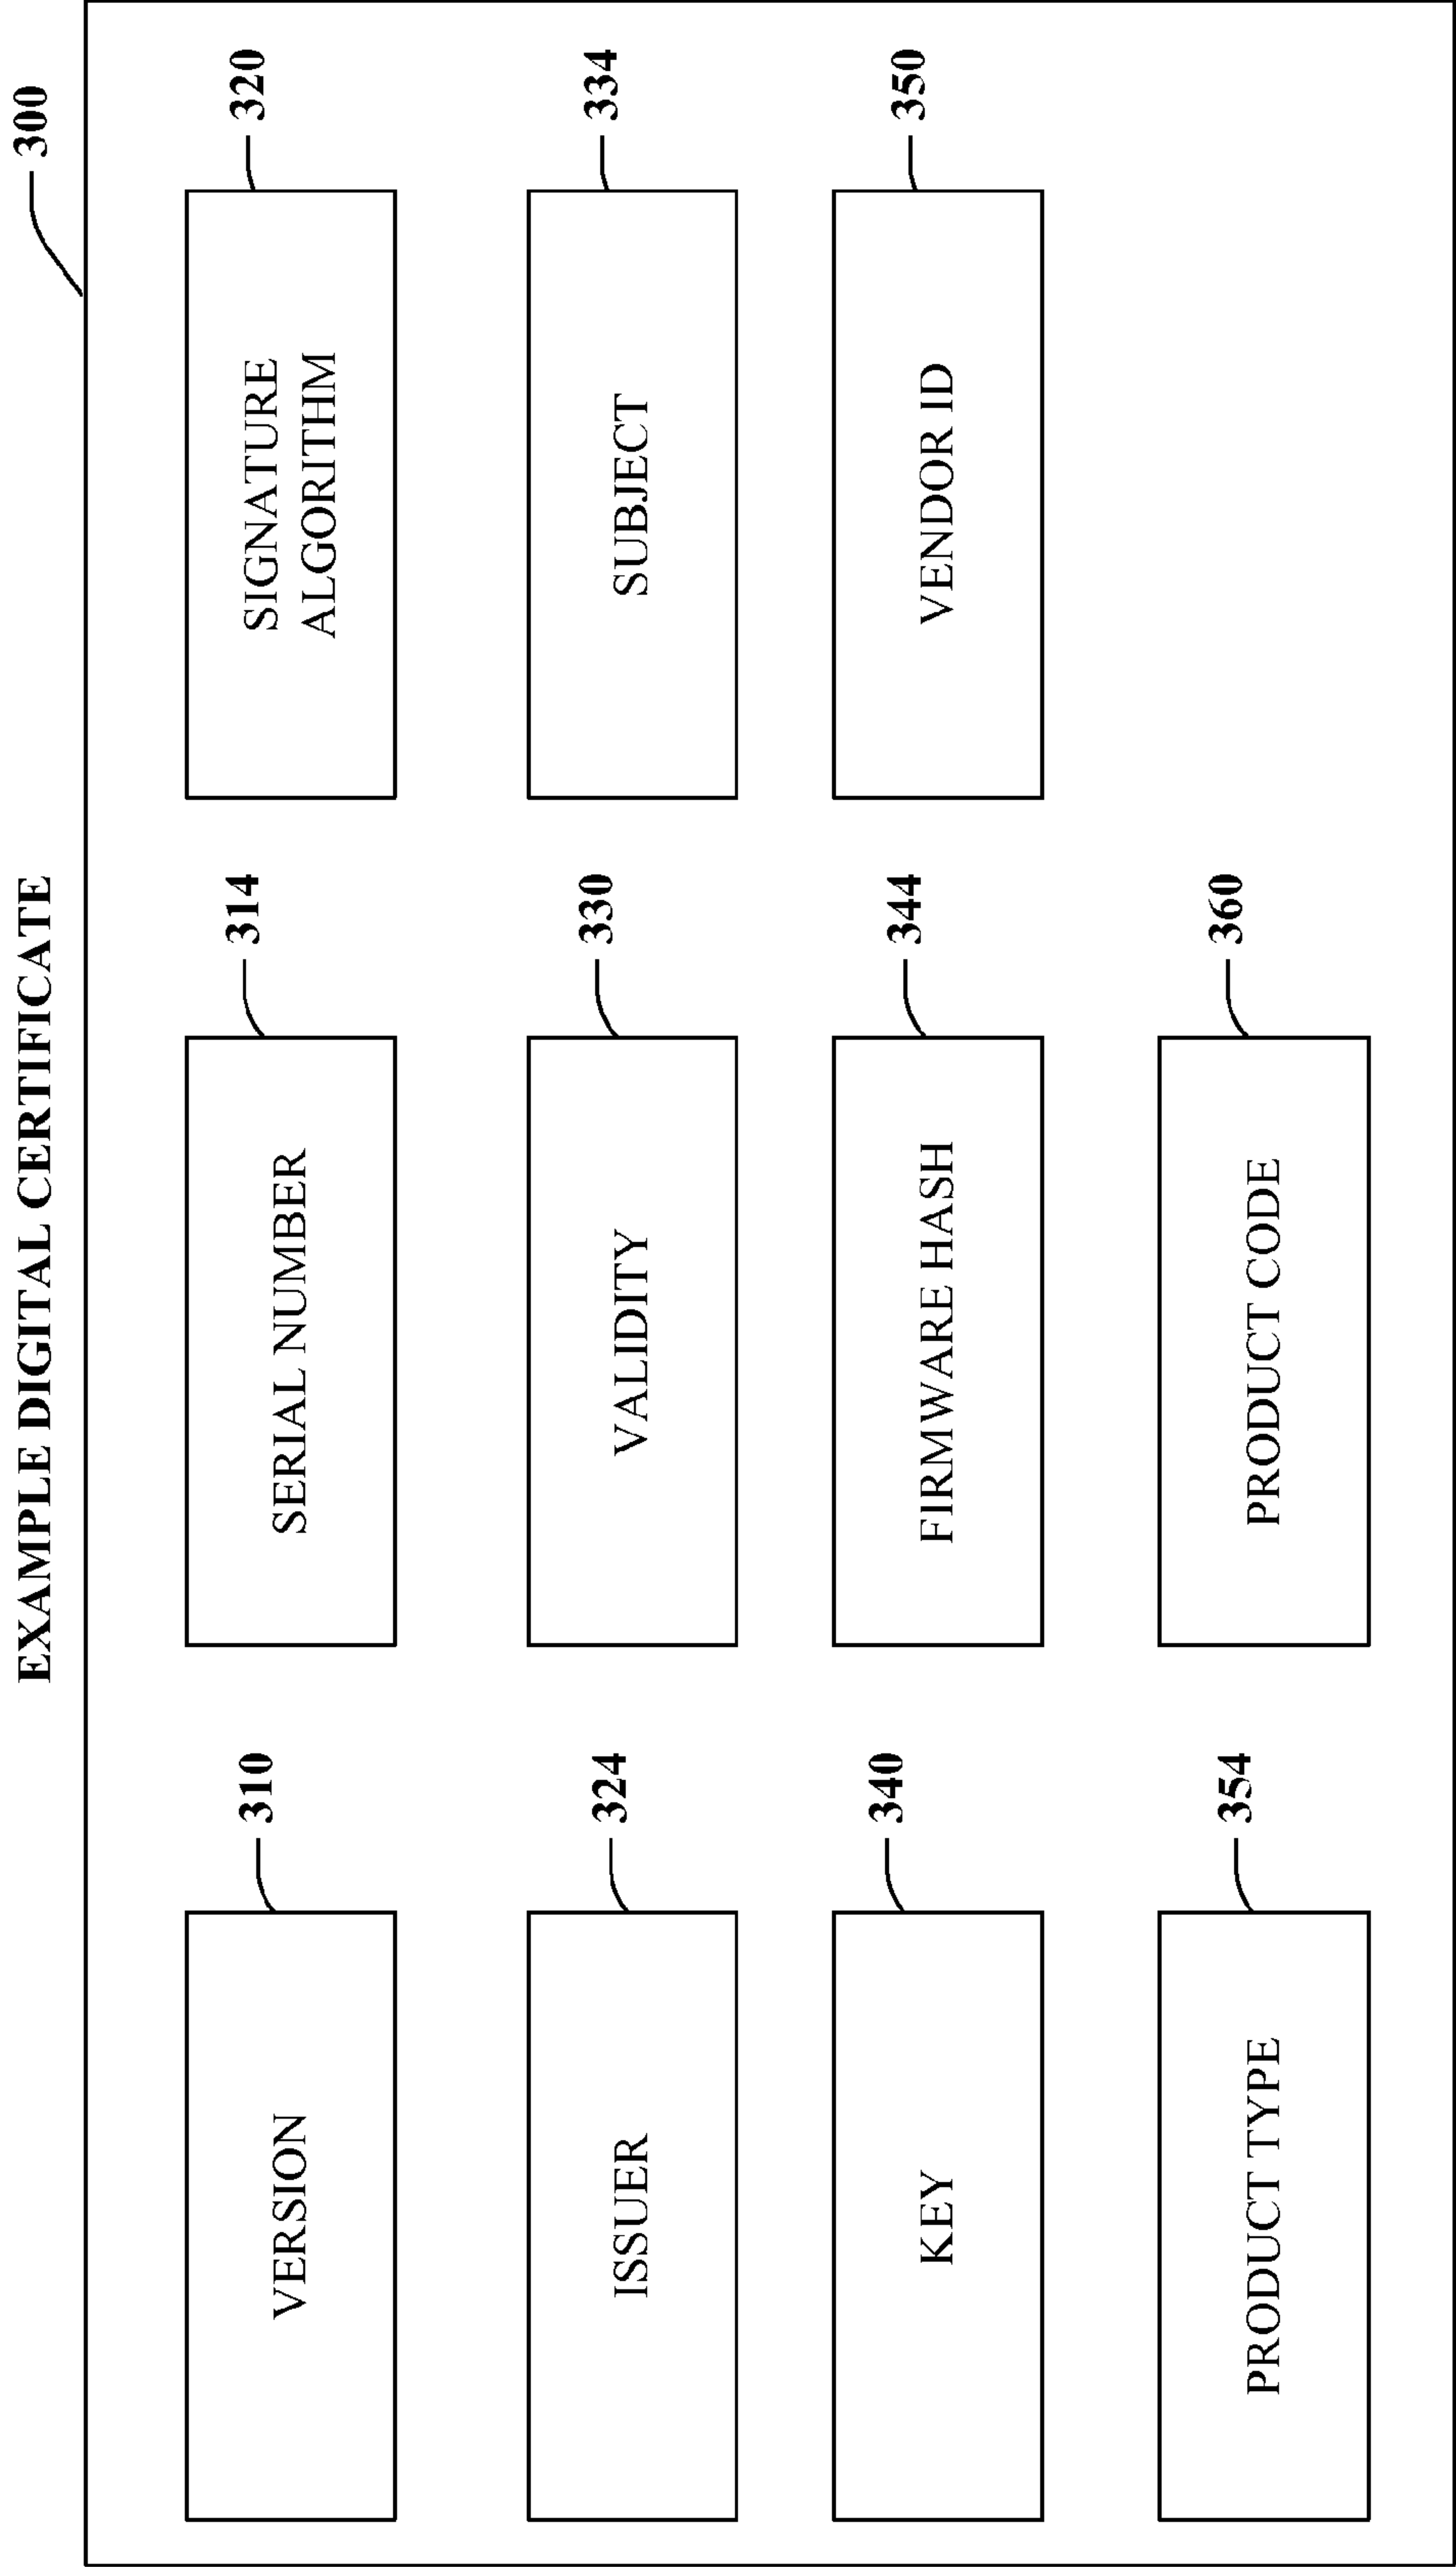 EXAMPLE DIGITAL CERTIFICATE
300
310
314
320
VERSION
SERIAL NUMBER
SIGNATURE
ALGORITHM
324
330
334
ISSUER
VALIDITY
SUBJECT
340
344
350
KEY
FIRMWARE HASH
VENDOR ID
354
360
PRODUCT TYPE
PRODUCT CODE